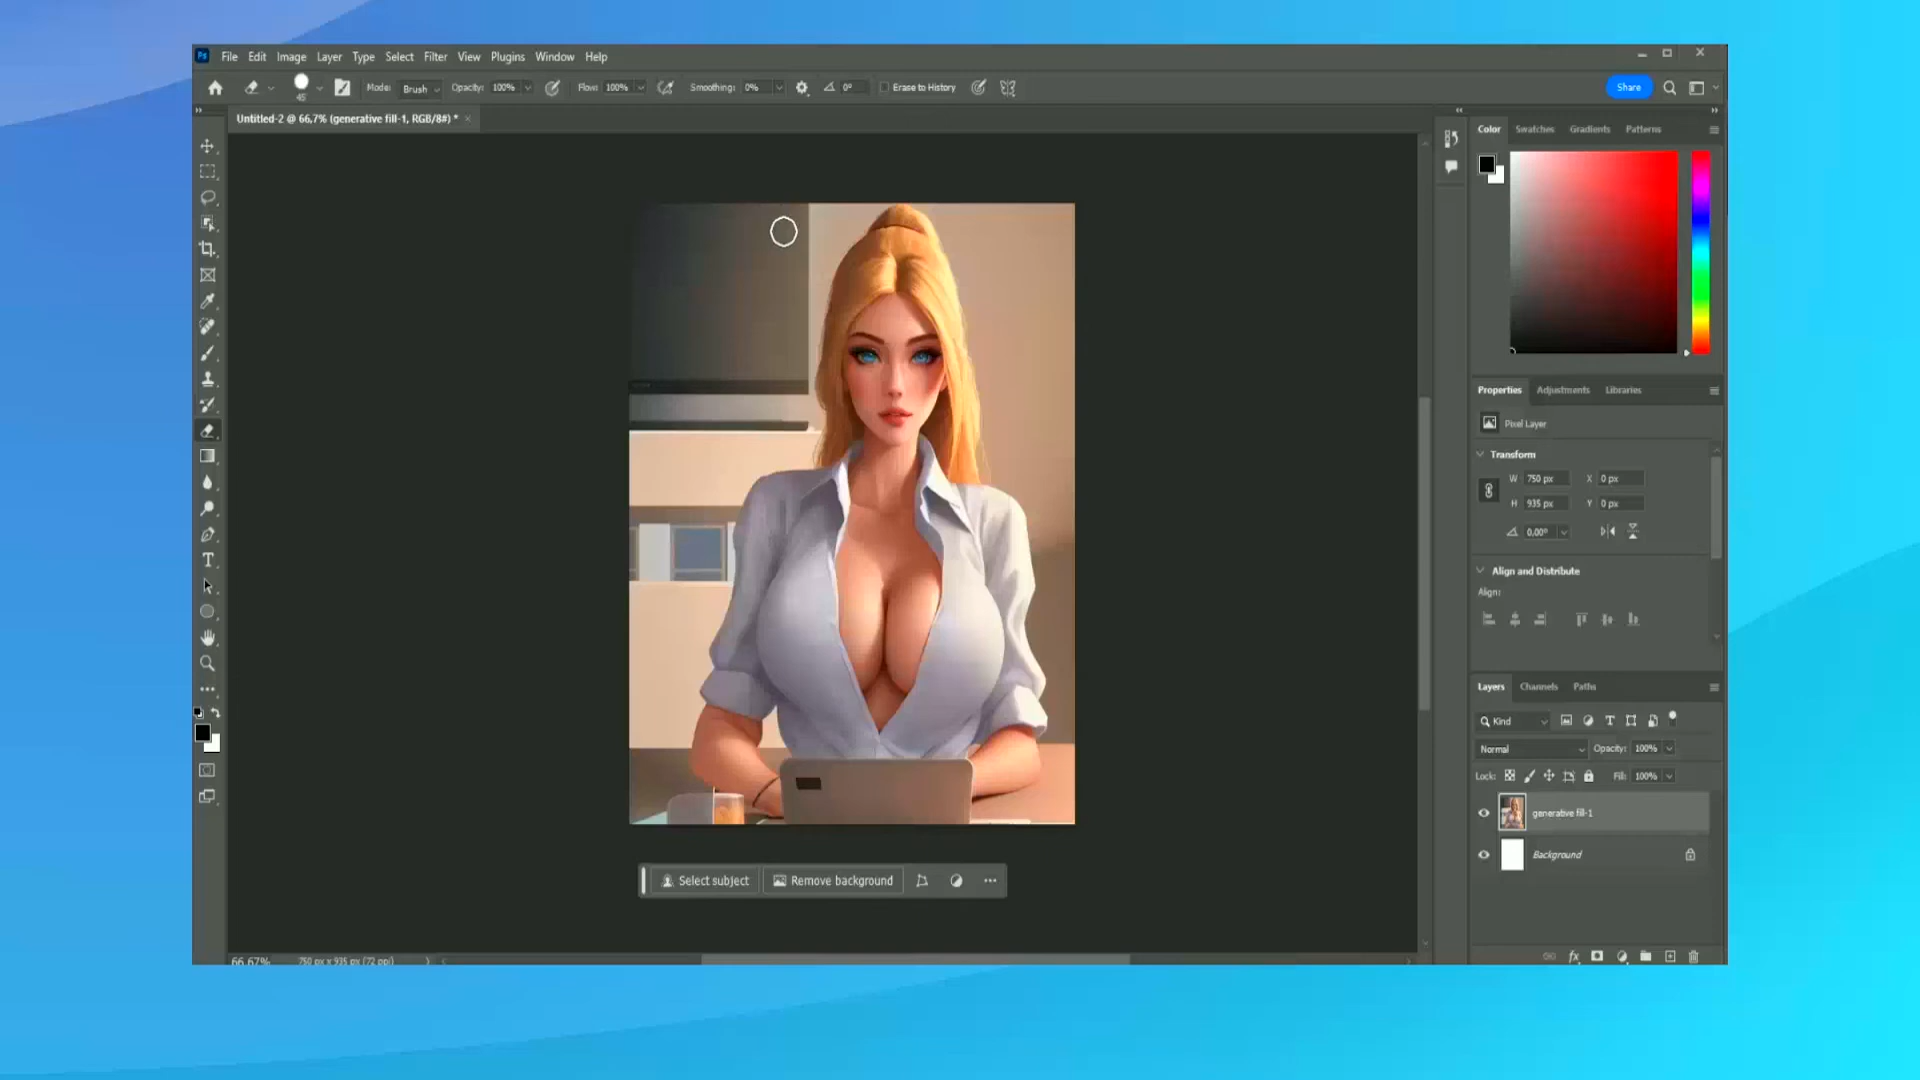 Ps File Edit Image Layer Type Select Filter View Plugins Window Help
45 Mode: Brush Opacity: 100% Flow: 100% Smoothing: 0% 0° Erase to History Share
Untitled-2 @ 66,7% (generative fill-1, RGB/8#) * ×
Color Swatches Gradients Patterns
Properties Adjustments Libraries
Pixel Layer
Transform
W 750 px X 0 px
H 935 px Y 0 px
0,00°
Align and Distribute
Align:
Layers Channels Paths
Kind
Normal Opacity: 100%
Lock: Fill: 100%
generative fill-1
Background
Select subject Remove background
66,67% 750 px x 935 px (72 ppi)
fx